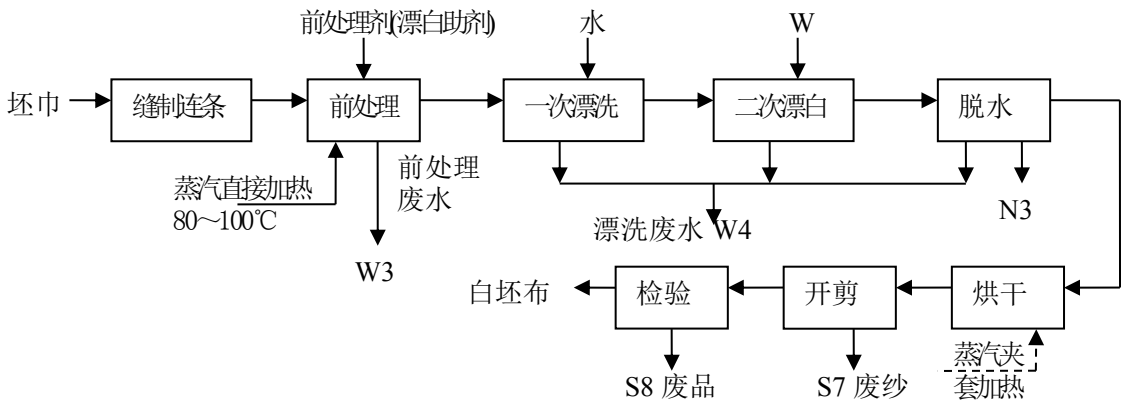 前处理剂(漂白助剂)
水
W
坯巾
缝制连条
前处理
一次漂洗
二次漂白
脱水
蒸汽直接加热
80～100℃
前处理
废水
W3
漂洗废水 W4
N3
白坯布
检验
开剪
烘干
S8 废品
S7 废纱
蒸汽夹
套加热